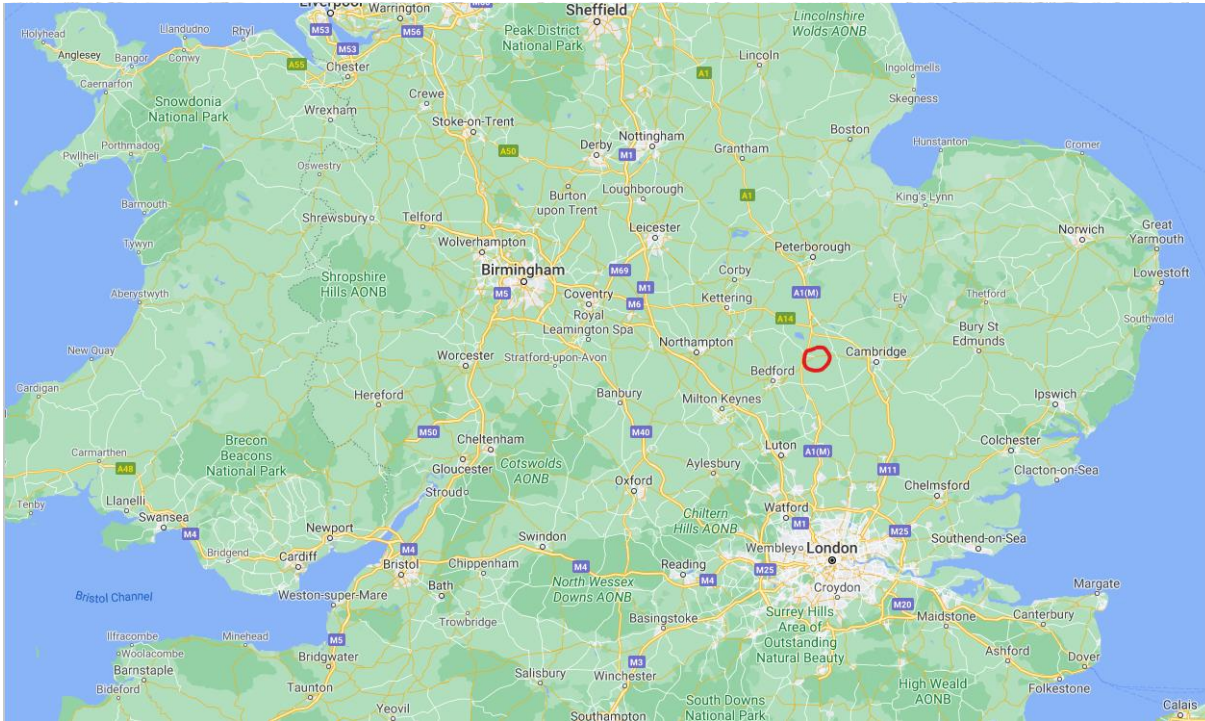 Liverpool
Warrington
Sheffield
Lincolnshire
Wolds AONB
Holyhead
Llandudno
Rhyl
M53
M56
Peak District
National Park
Anglesey
Bangor
Conwy
M53
A55
Chester
A1
Lincoln
Ingoldmells
Caernarfon
Skegness
Snowdonia
National Park
Wrexham
Crewe
Stoke-on-Trent
Nottingham
Boston
Porthmadog
Pwllheli
Oswestry
A50
Derby
M1
Grantham
Hunstanton
Cromer
Barmouth
Burton
upon Trent
Loughborough
A1
King's Lynn
Shrewsbury
Telford
Leicester
Norwich
Great
Yarmouth
Tywyn
Wolverhampton
Peterborough
Birmingham
M69
Corby
Lowestoft
Shropshire
Hills AONB
M5
Coventry
M1
M6
Kettering
A1(M)
Ely
Thetford
Aberystwyth
Royal
Leamington Spa
A14
Southwold
New Quay
Worcester
Stratford-upon-Avon
Northampton
Cambridge
Bury St
Edmunds
Cardigan
Bedford
Hereford
Banbury
Milton Keynes
Ipswich
M50
Cheltenham
M40
Luton
A1(M)
Colchester
Carmarthen
A48
Brecon
Beacons
National Park
Gloucester
Cotswolds
AONB
Aylesbury
M11
Clacton-on-Sea
Tenby
Llanelli
Stroud
Oxford
Chelmsford
Swansea
M4
Newport
Chiltern
Hills AONB
Watford
M1
M25
Bridgend
Cardiff
M4
Bristol
Swindon
Wembley
London
Southend-on-Sea
Chippenham
M4
Reading
M4
M25
Bath
North Wessex
Downs AONB
Croydon
Margate
Bristol Channel
Weston-super-Mare
Trowbridge
Basingstoke
Surrey Hills
Area of
Outstanding
Natural Beauty
M20
Maidstone
Canterbury
Ilfracombe
Minehead
M5
Woolacombe
Barnstaple
Bridgwater
M3
Ashford
Dover
Bideford
Taunton
Salisbury
Winchester
High Weald
AONB
Folkestone
Yeovil
Southampton
South Downs
National Park
Calais